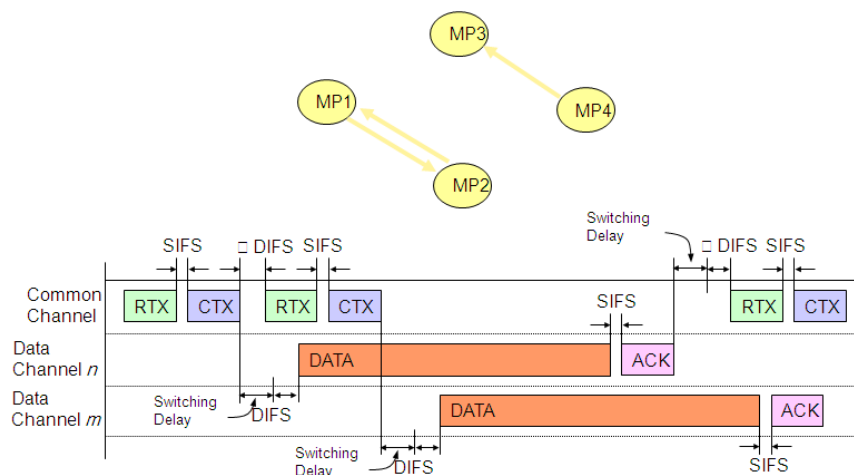 MP3
MP1
MP4
MP2
Switching
Delay
SIFS
□ DIFS
SIFS
□ DIFS
SIFS
Common
Channel
RTX
CTX
RTX
CTX
RTX
CTX
SIFS
Data
Channel n
DATA
ACK
Switching
Delay
DIFS
Data
Channel m
DATA
ACK
Switching
Delay
DIFS
SIFS